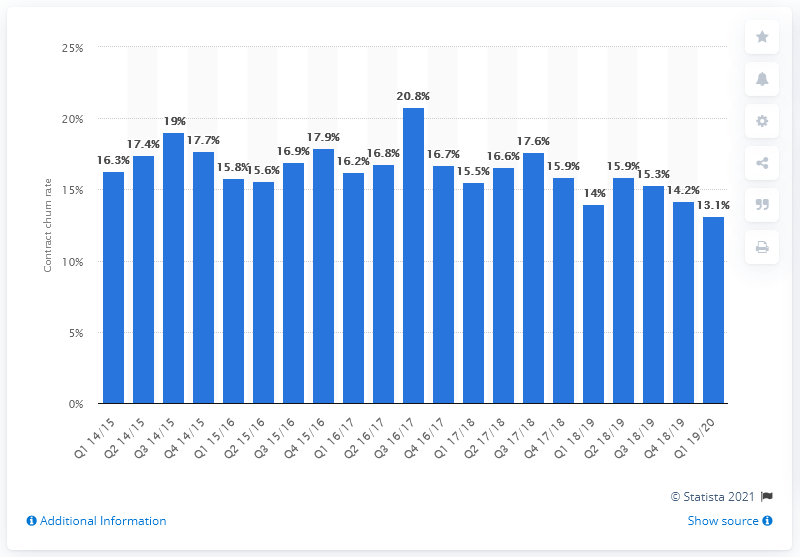 25%
20%
15%
10%
5%
0%
Contract churn rate
16.3%
17.4%
19%
17.7%
15.8%
15.6%
16.9%
17.9%
16.2%
16.8%
20.8%
16.7%
15.5%
16.6%
17.6%
15.9%
14%
15.9%
15.3%
14.2%
13.1%
Q1 14/15
Q2 14/15
Q3 14/15
Q4 14/15
Q1 15/16
Q2 15/16
Q3 15/16
Q4 15/16
Q1 16/17
Q2 16/17
Q3 16/17
Q4 16/17
Q1 17/18
Q2 17/18
Q3 17/18
Q4 17/18
Q1 18/19
Q2 18/19
Q3 18/19
Q4 18/19
Q1 19/20
© Statista 2021
Additional Information
Show source